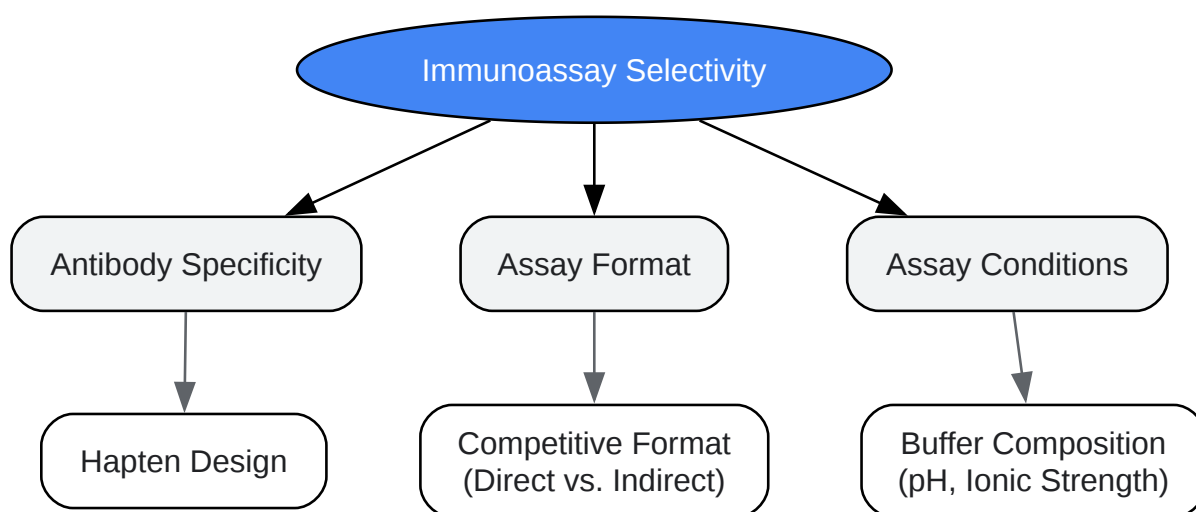 Immunoassay Selectivity
Antibody Specificity
Assay Format
Assay Conditions
Hapten Design
Competitive Format
(Direct vs. Indirect)
Buffer Composition
(pH, Ionic Strength)